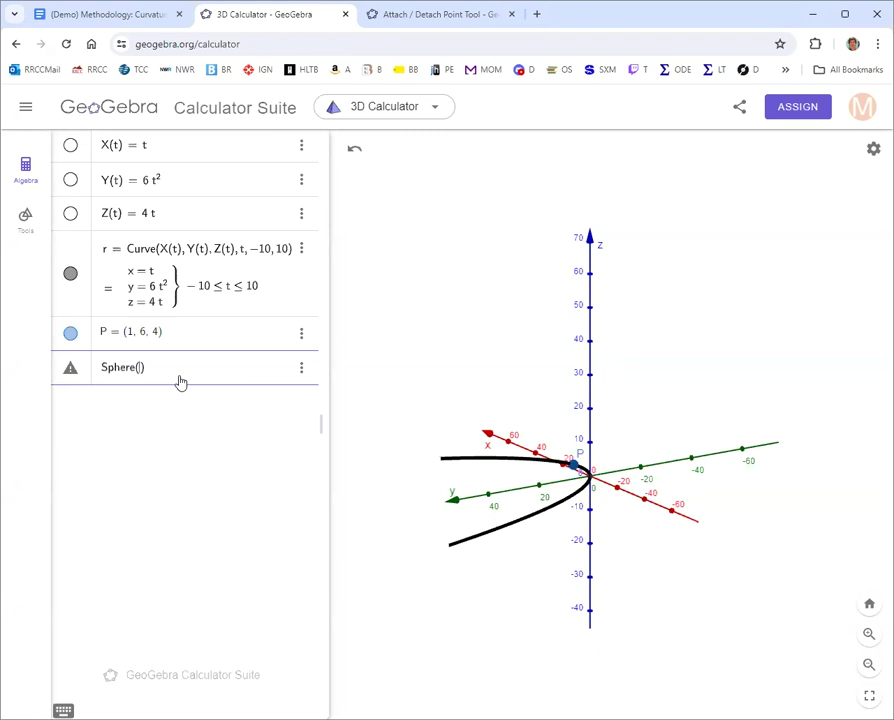 (Demo) Methodology: Curvatu
3D Calculator - GeoGebra
Attach / Detach Point Tool - Ge
geogebra.org/calculator
RRCCMail
RRCC
TCC
NWR
BR
IGN
HLTB
A
B
BB
PE
MOM
D
OS
SXM
T
ODE
LT
D
All Bookmarks
GeoGebra
Calculator Suite
3D Calculator
ASSIGN
M
Algebra
Tools
X(t) = t
Y(t) = 6 t²
Z(t) = 4 t
r = Curve(X(t), Y(t), Z(t), t, −10, 10)
x = t
= y = 6 t² } − 10 ≤ t ≤ 10
z = 4 t
P = (1, 6, 4)
Sphere()
GeoGebra Calculator Suite
70
z
60
50
40
30
20
10
0
-10
-20
-30
-40
x
60
40
20
0
-20
-40
-60
y
40
20
-20
-40
-60
P